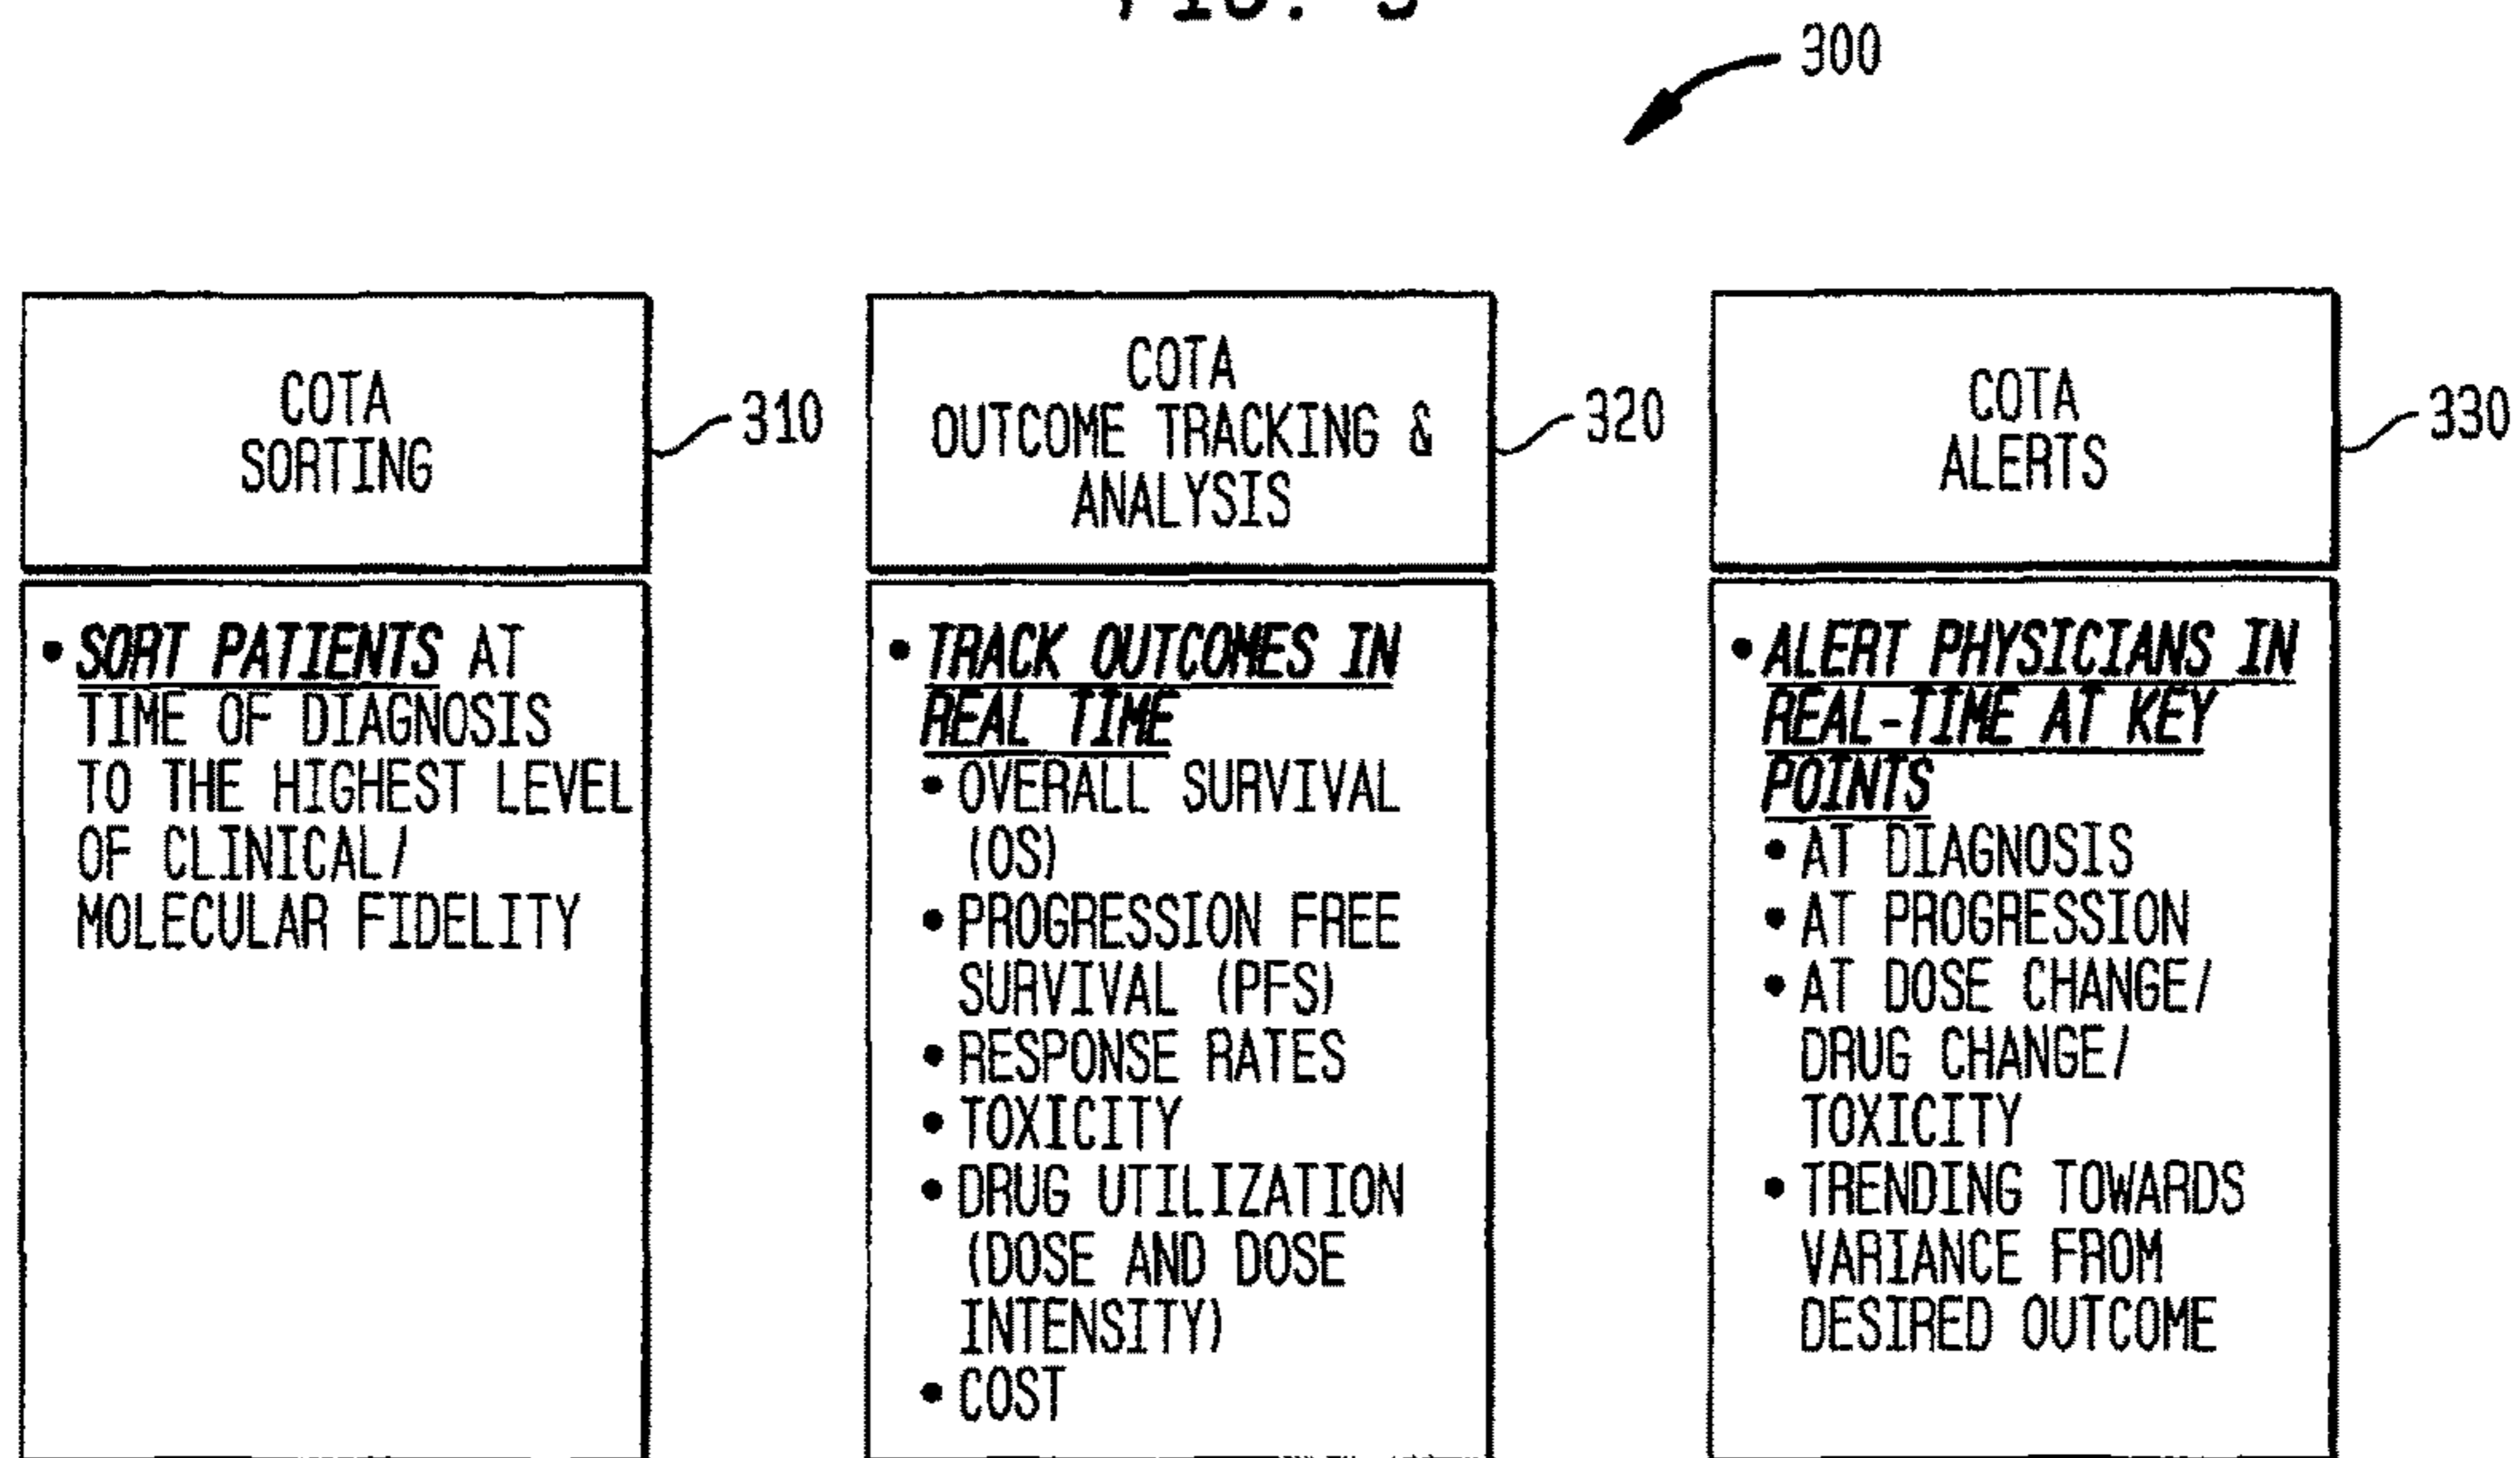 FIG. 3
300
COTA
SORTING
310
• SORT PATIENTS AT
TIME OF DIAGNOSIS
TO THE HIGHEST LEVEL
OF CLINICAL/
MOLECULAR FIDELITY
COTA
OUTCOME TRACKING &
ANALYSIS
320
• TRACK OUTCOMES IN
REAL TIME
• OVERALL SURVIVAL
(OS)
• PROGRESSION FREE
SURVIVAL (PFS)
• RESPONSE RATES
• TOXICITY
• DRUG UTILIZATION
(DOSE AND DOSE
INTENSITY)
• COST
COTA
ALERTS
330
• ALERT PHYSICIANS IN
REAL-TIME AT KEY
POINTS
• AT DIAGNOSIS
• AT PROGRESSION
• AT DOSE CHANGE/
DRUG CHANGE/
TOXICITY
• TRENDING TOWARDS
VARIANCE FROM
DESIRED OUTCOME